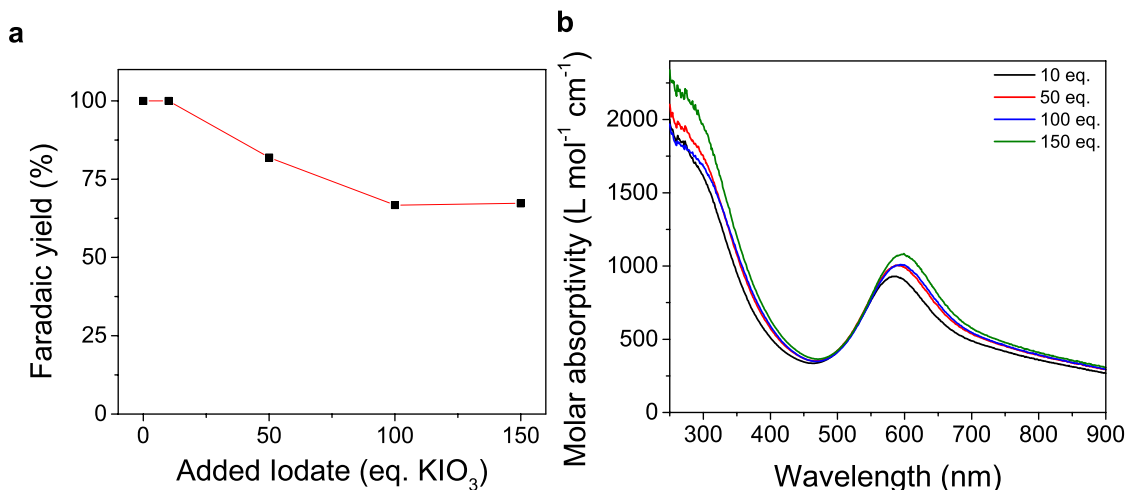 a
100
75
50
25
0
Faradaic yield (%)
0 50 100 150
Added Iodate (eq. KIO3)
b
10 eq.
50 eq.
100 eq.
150 eq.
2000
1500
1000
500
0
Molar absorptivity (L mol-1 cm-1)
300 400 500 600 700 800 900
Wavelength (nm)